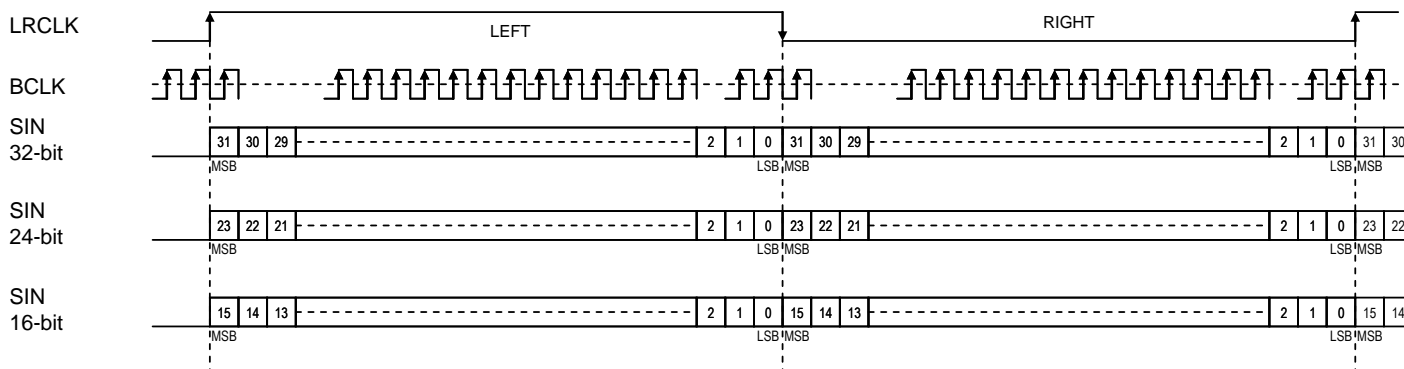 LRCLK
LEFT
RIGHT
BCLK
SIN
32-bit
31 30 29 2 1 0 31 30 29 2 1 0 31 30
MSB LSB MSB LSB MSB
SIN
24-bit
23 22 21 2 1 0 23 22 21 2 1 0 23 22
MSB LSB MSB LSB MSB
SIN
16-bit
15 14 13 2 1 0 15 14 13 2 1 0 15 14
MSB LSB MSB LSB MSB